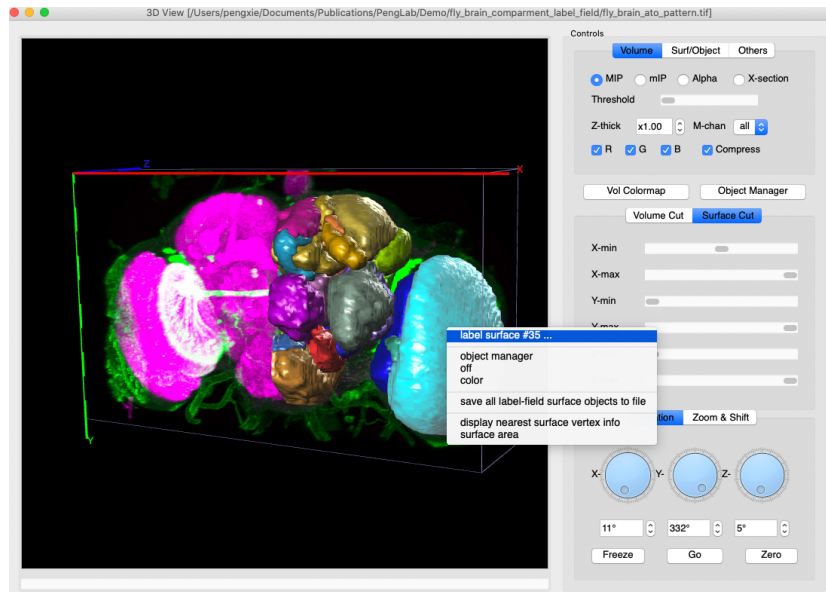 3D View [/Users/pengxie/Documents/Publications/PengLab/Demo/fly_brain_comparment_label_field/fly_brain_ato_pattern.tif]
Controls
Volume Surf/Object Others
MIP mIP Alpha X-section
Threshold
Z-thick x1.00 M-chan all
R G B Compress
Vol Colormap Object Manager
Volume Cut Surface Cut
X-min
X-max
Y-min
Y-max
Z
X
Y
label surface #35 ...
object manager
off
color
save all label-field surface objects to file
display nearest surface vertex info
surface area
Zoom & Shift
X- Y- Z-
11° 332° 5°
Freeze Go Zero